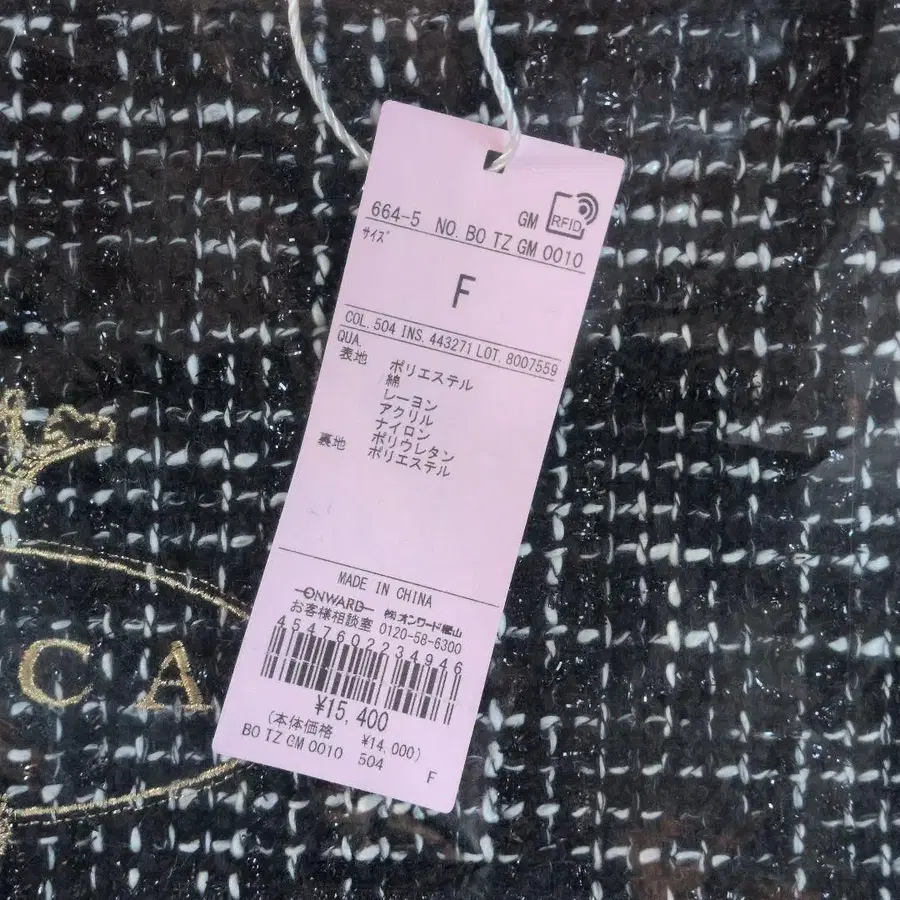 GM RFID
664-5 NO. BO TZ GM 0010
サイズ
F
COL. 504 INS. 443271 LOT. 8007559
QUA.
表地 ポリエステル
綿
レーヨン
アクリル
ナイロン
ポリウレタン
裏地 ポリエステル
MADE IN CHINA
ONWARD ㈱オンワード樫山
お客様相談室 0120-58-6300
4547602234946
¥15,400
(本体価格 ¥14,000)
BO TZ GM 0010 504 F
CA